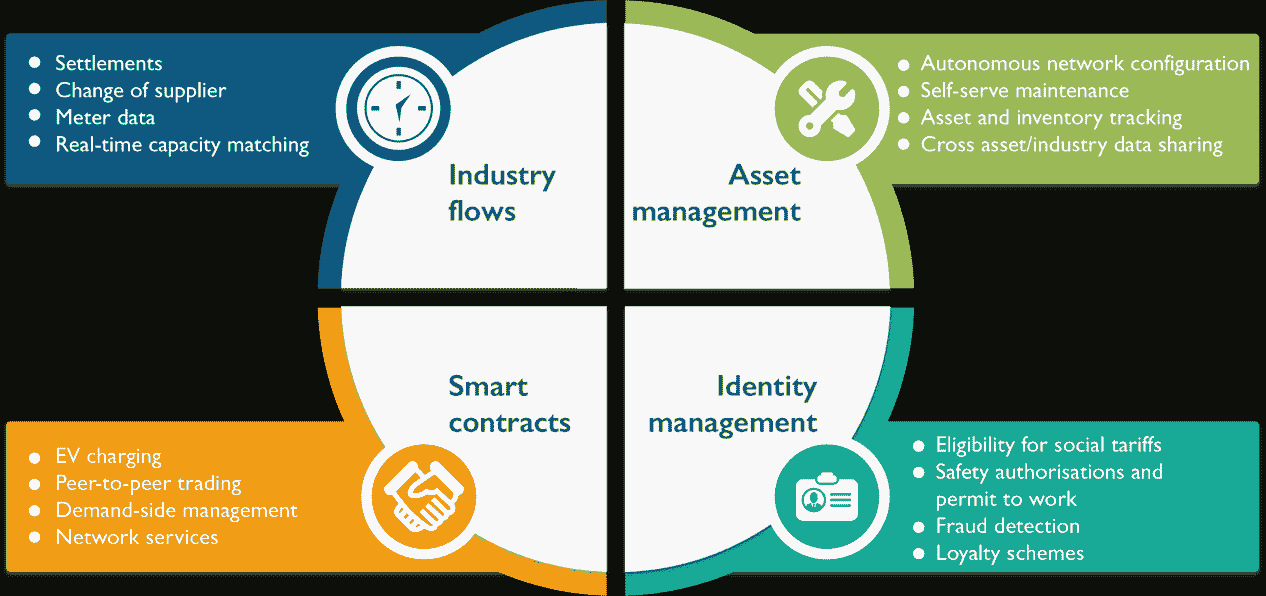 Settlements
Change of supplier
Meter data
Real-time capacity matching
Industry
flows
Autonomous network configuration
Self-serve maintenance
Asset and inventory tracking
Cross asset/industry data sharing
Asset
management
Smart
contracts
EV charging
Peer-to-peer trading
Demand-side management
Network services
Identity
management
Eligibility for social tariffs
Safety authorisations and
permit to work
Fraud detection
Loyalty schemes